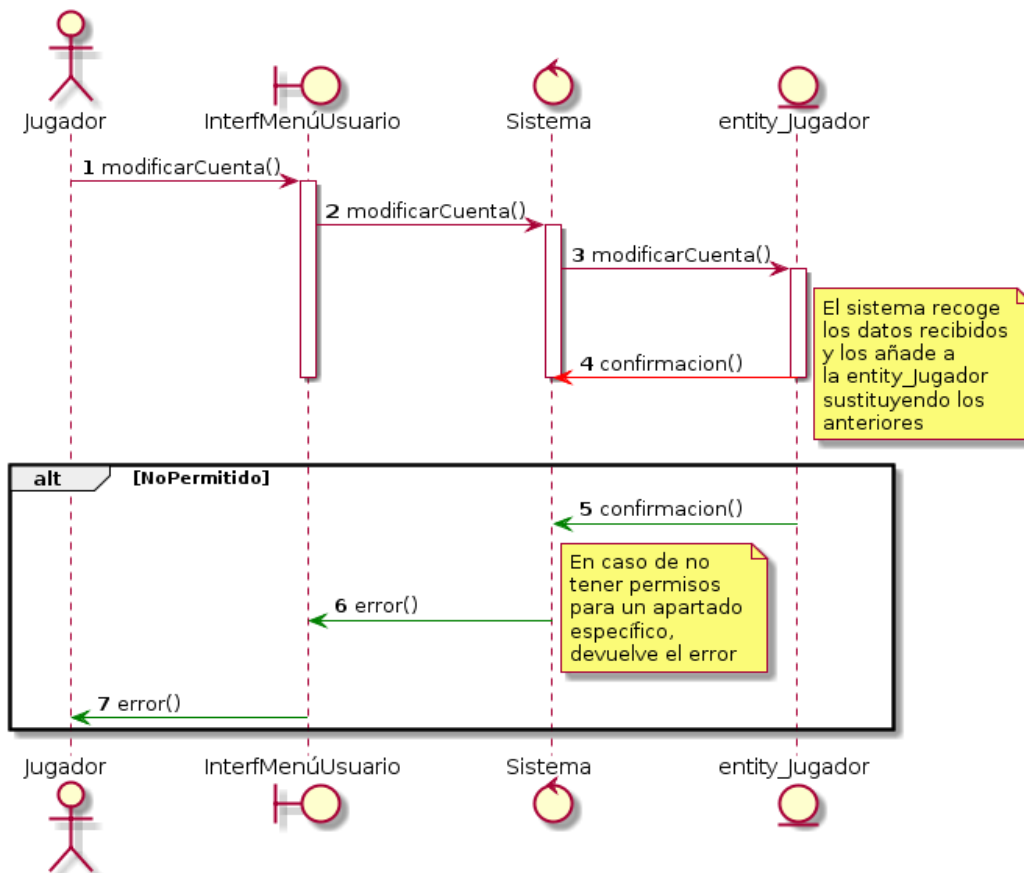 Jugador
InterfMenúUsuario
Sistema
entity_Jugador
1 modificarCuenta()
2 modificarCuenta()
3 modificarCuenta()
El sistema recoge
los datos recibidos
y los añade a
la entity_Jugador
sustituyendo los
anteriores
4 confirmacion()
alt
[NoPermitido]
5 confirmacion()
En caso de no
tener permisos
para un apartado
específico,
devuelve el error
6 error()
7 error()
Jugador
InterfMenúUsuario
Sistema
entity_Jugador